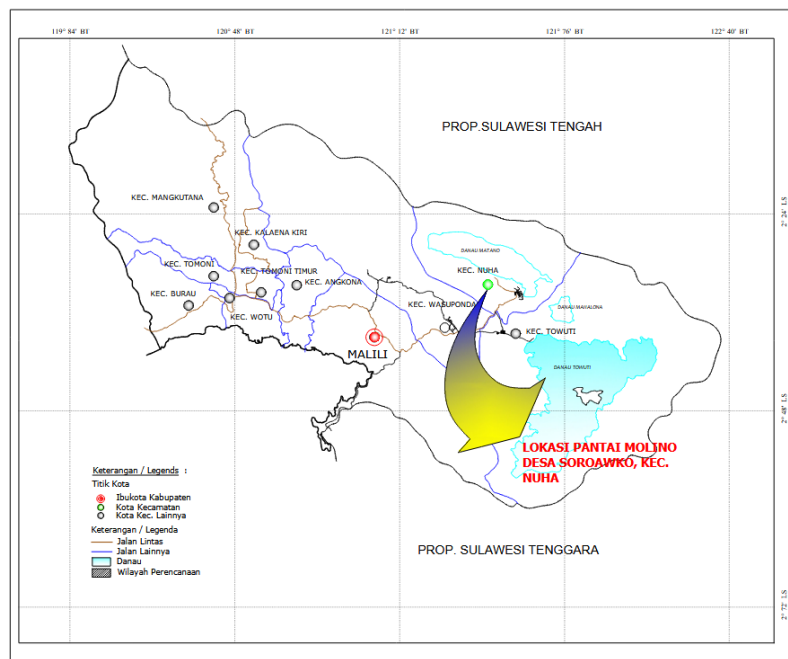 119° 84' BT
120° 48' BT
121° 12' BT
121° 76' BT
122° 40' BT
PROP.SULAWESI TENGAH
2° 24' LS
KEC. MANGKUTANA
KEC. KALAENA KIRI
DANAU MATANO
KEC. TOMONI
KEC. TOMONI TIMUR
KEC. NUHA
KEC. ANGKONA
KEC. BURAU
KEC. WASUPONDA
DANAU MAHALONA
KEC. WOTU
KEC. TOWUTI
MALILI
DANAU TOWUTI
2° 48' LS
LOKASI PANTAI MOLINO
DESA SOROAWKO, KEC.
NUHA
Keterangan / Legends :
Titik Kota
Ibukota Kabupaten
Kota Kecamatan
Kota Kec. Lainnya
Keterangan / Legenda
Jalan Lintas
Jalan Lainnya
Danau
Wilayah Perencanaan
PROP. SULAWESI TENGGARA
2° 72' LS